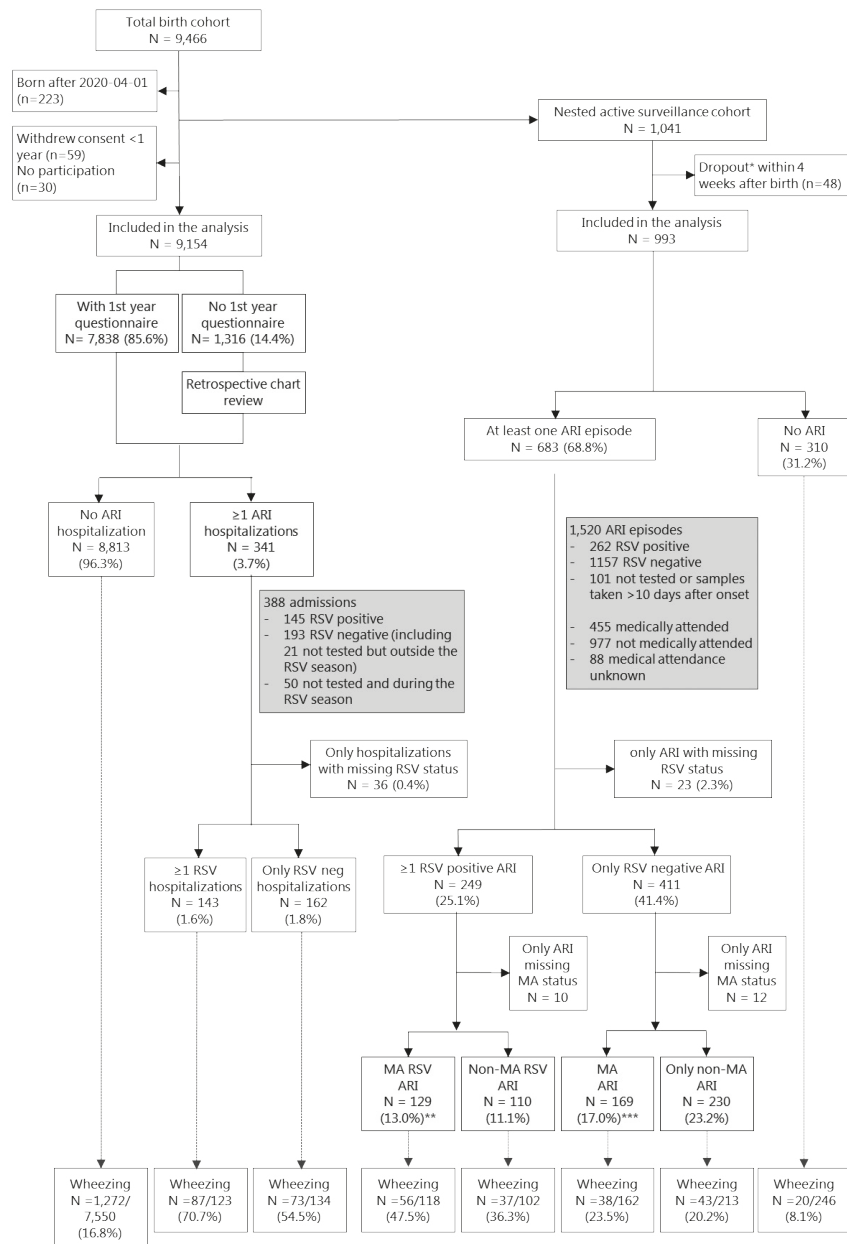 Total birth cohort
N = 9,466
Born after 2020-04-01
(n=223)
Nested active surveillance cohort
N = 1,041
Withdrew consent <1
year (n=59)
No participation
(n=30)
Dropout* within 4
weeks after birth (n=48)
Included in the analysis
N = 9,154
Included in the analysis
N = 993
With 1st year
questionnaire
N= 7,838 (85.6%)
No 1st year
questionnaire
N= 1,316 (14.4%)
Retrospective chart
review
At least one ARI episode
N = 683 (68.8%)
No ARI
N = 310
(31.2%)
No ARI
hospitalization
N = 8,813
(96.3%)
≥1 ARI
hospitalizations
N = 341
(3.7%)
1,520 ARI episodes
- 262 RSV positive
- 1157 RSV negative
- 101 not tested or samples
taken >10 days after onset
- 455 medically attended
- 977 not medically attended
- 88 medical attendance
unknown
388 admissions
- 145 RSV positive
- 193 RSV negative (including
21 not tested but outside the
RSV season)
- 50 not tested and during the
RSV season
Only hospitalizations
with missing RSV status
N = 36 (0.4%)
only ARI with missing
RSV status
N = 23 (2.3%)
≥1 RSV
hospitalizations
N = 143
(1.6%)
Only RSV neg
hospitalizations
N = 162
(1.8%)
≥1 RSV positive ARI
N = 249
(25.1%)
Only RSV negative ARI
N = 411
(41.4%)
Only ARI
missing
MA status
N = 10
Only ARI
missing
MA status
N = 12
MA RSV
ARI
N = 129
(13.0%)**
Non-MA RSV
ARI
N = 110
(11.1%)
MA
ARI
N = 169
(17.0%)***
Only non-MA
ARI
N = 230
(23.2%)
Wheezing
N =1,272/
7,550
(16.8%)
Wheezing
N =87/123
(70.7%)
Wheezing
N =73/134
(54.5%)
Wheezing
N =56/118
(47.5%)
Wheezing
N =37/102
(36.3%)
Wheezing
N =38/162
(23.5%)
Wheezing
N =43/213
(20.2%)
Wheezing
N =20/246
(8.1%)